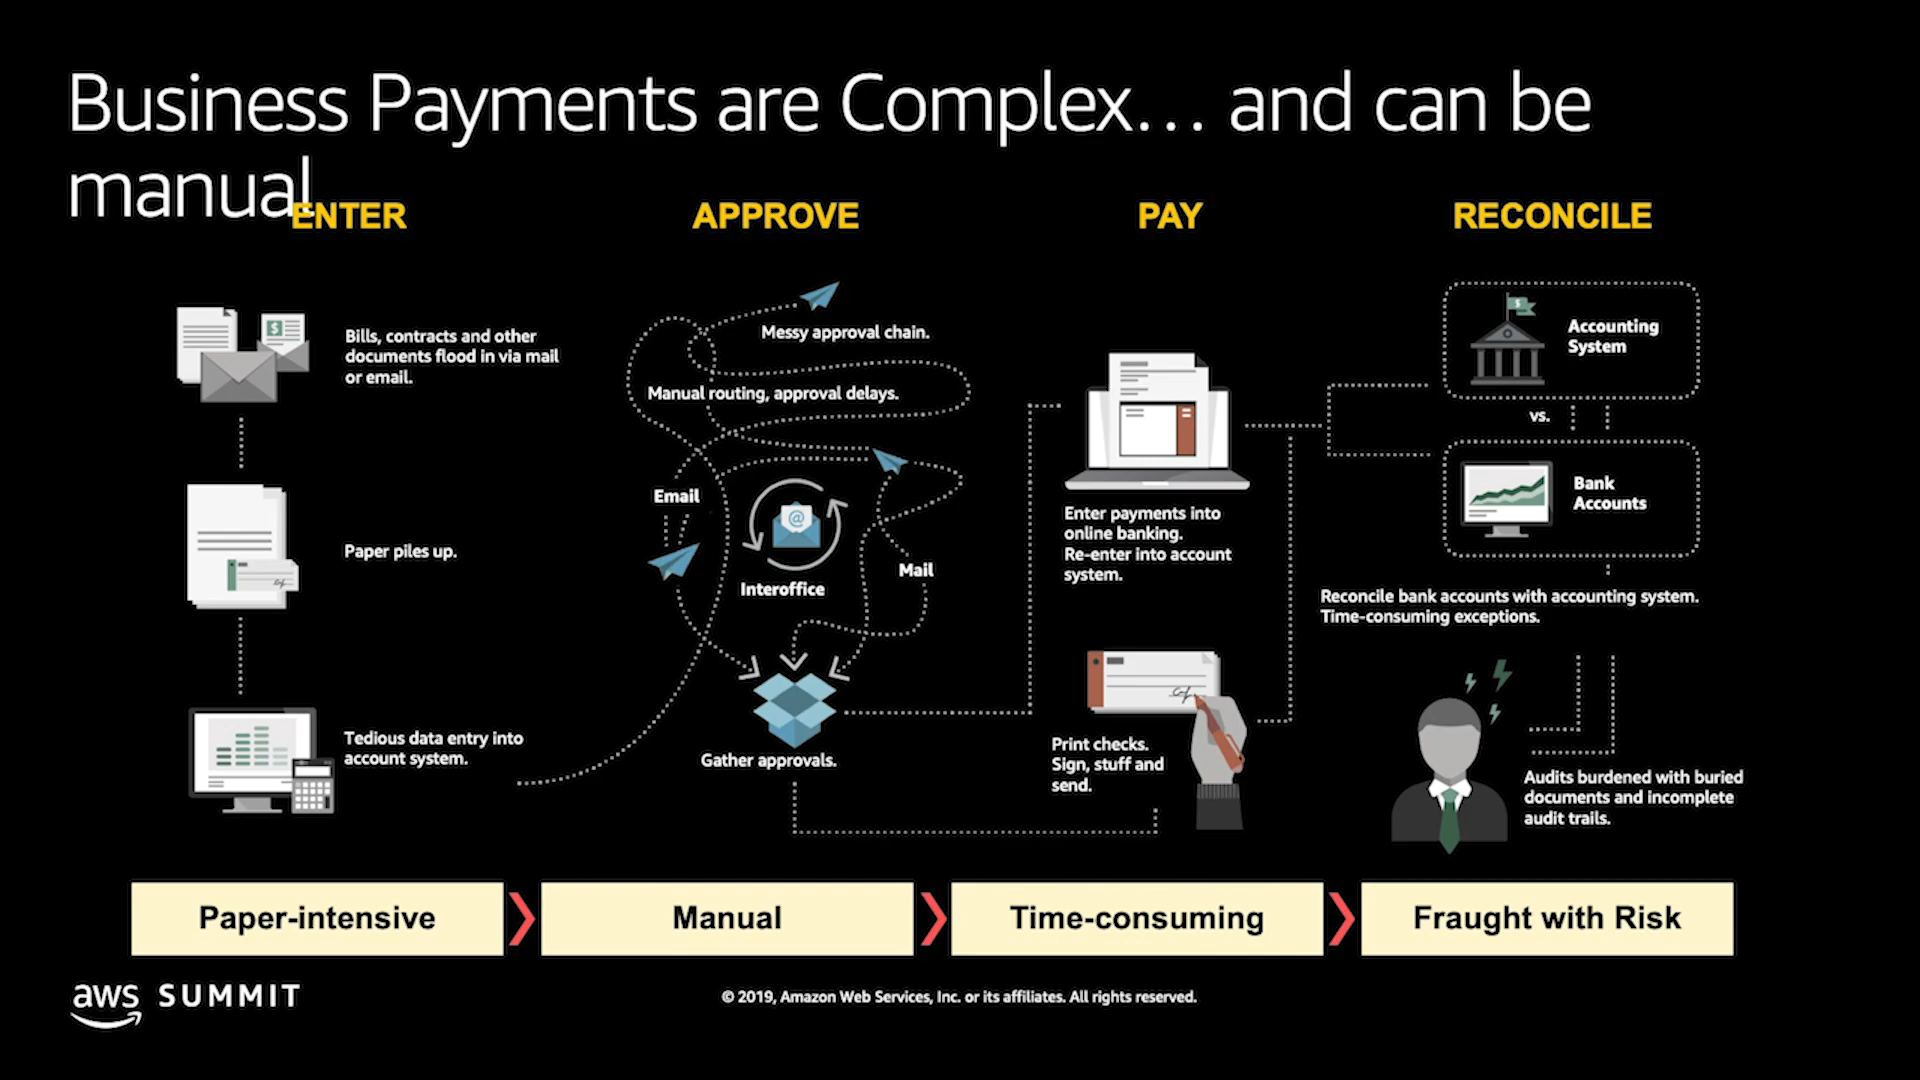 Business Payments are Complex... and can be
manual
ENTER
APPROVE
PAY
RECONCILE
Bills, contracts and other
documents flood in via mail
or email.
Paper piles up.
Tedious data entry into
account system.
Messy approval chain.
Manual routing, approval delays.
Email
@
Interoffice
Mail
Gather approvals.
Enter payments into
online banking.
Re-enter into account
system.
Print checks.
Sign, stuff and
send.
Accounting
System
vs.
Bank
Accounts
Reconcile bank accounts with accounting system.
Time-consuming exceptions.
Audits burdened with buried
documents and incomplete
audit trails.
Paper-intensive
Manual
Time-consuming
Fraught with Risk
aws SUMMIT
© 2019, Amazon Web Services, Inc. or its affiliates. All rights reserved.